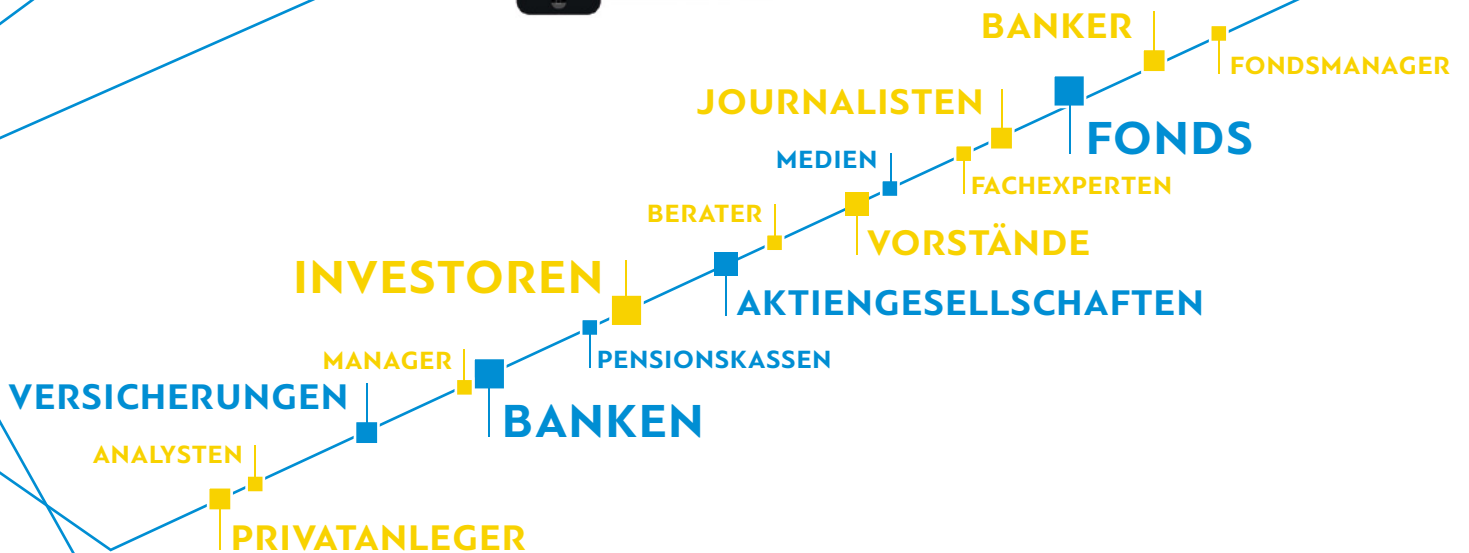 BANKER
FONDSMANAGER
JOURNALISTEN
FONDS
MEDIEN
FACHEXPERTEN
BERATER
VORSTÄNDE
INVESTOREN
AKTIENGESELLSCHAFTEN
MANAGER
PENSIONSKASSEN
VERSICHERUNGEN
BANKEN
ANALYSTEN
PRIVATANLEGER